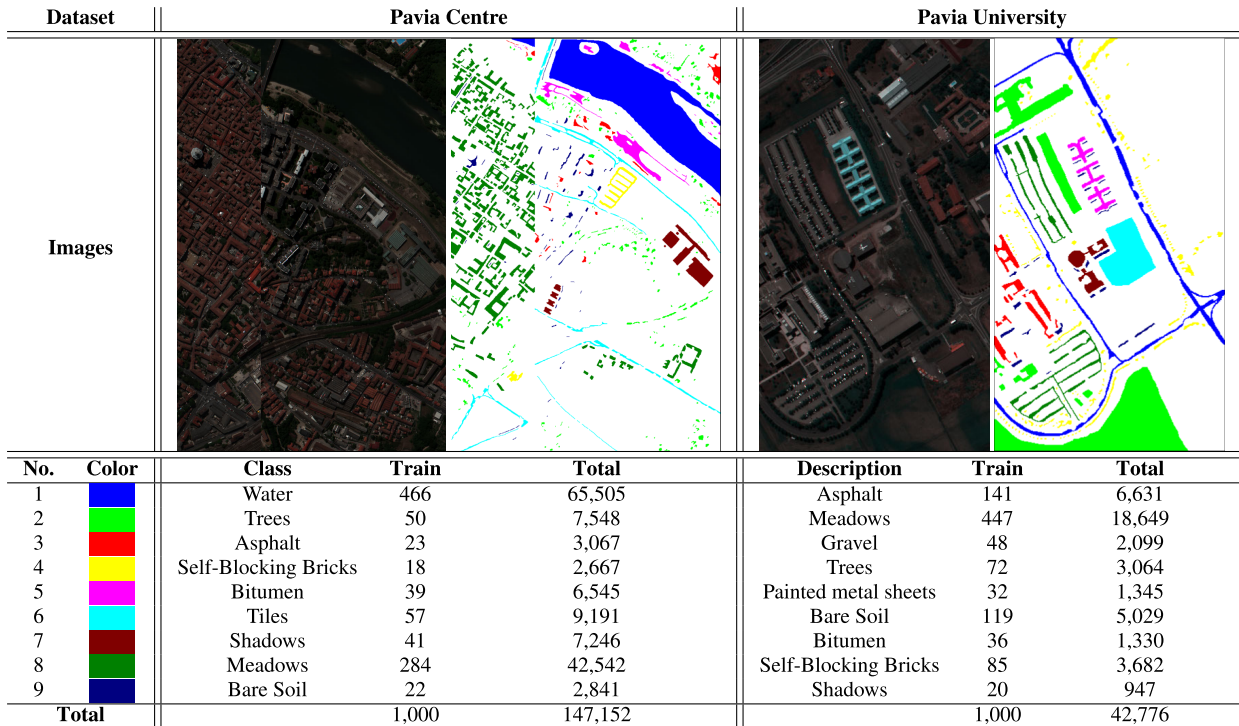 Dataset Pavia Centre Pavia University
Images
No. Color Class Train Total Description Train Total
1 Water 466 65,505 Asphalt 141 6,631
2 Trees 50 7,548 Meadows 447 18,649
3 Asphalt 23 3,067 Gravel 48 2,099
4 Self-Blocking Bricks 18 2,667 Trees 72 3,064
5 Bitumen 39 6,545 Painted metal sheets 32 1,345
6 Tiles 57 9,191 Bare Soil 119 5,029
7 Shadows 41 7,246 Bitumen 36 1,330
8 Meadows 284 42,542 Self-Blocking Bricks 85 3,682
9 Bare Soil 22 2,841 Shadows 20 947
Total 1,000 147,152 1,000 42,776